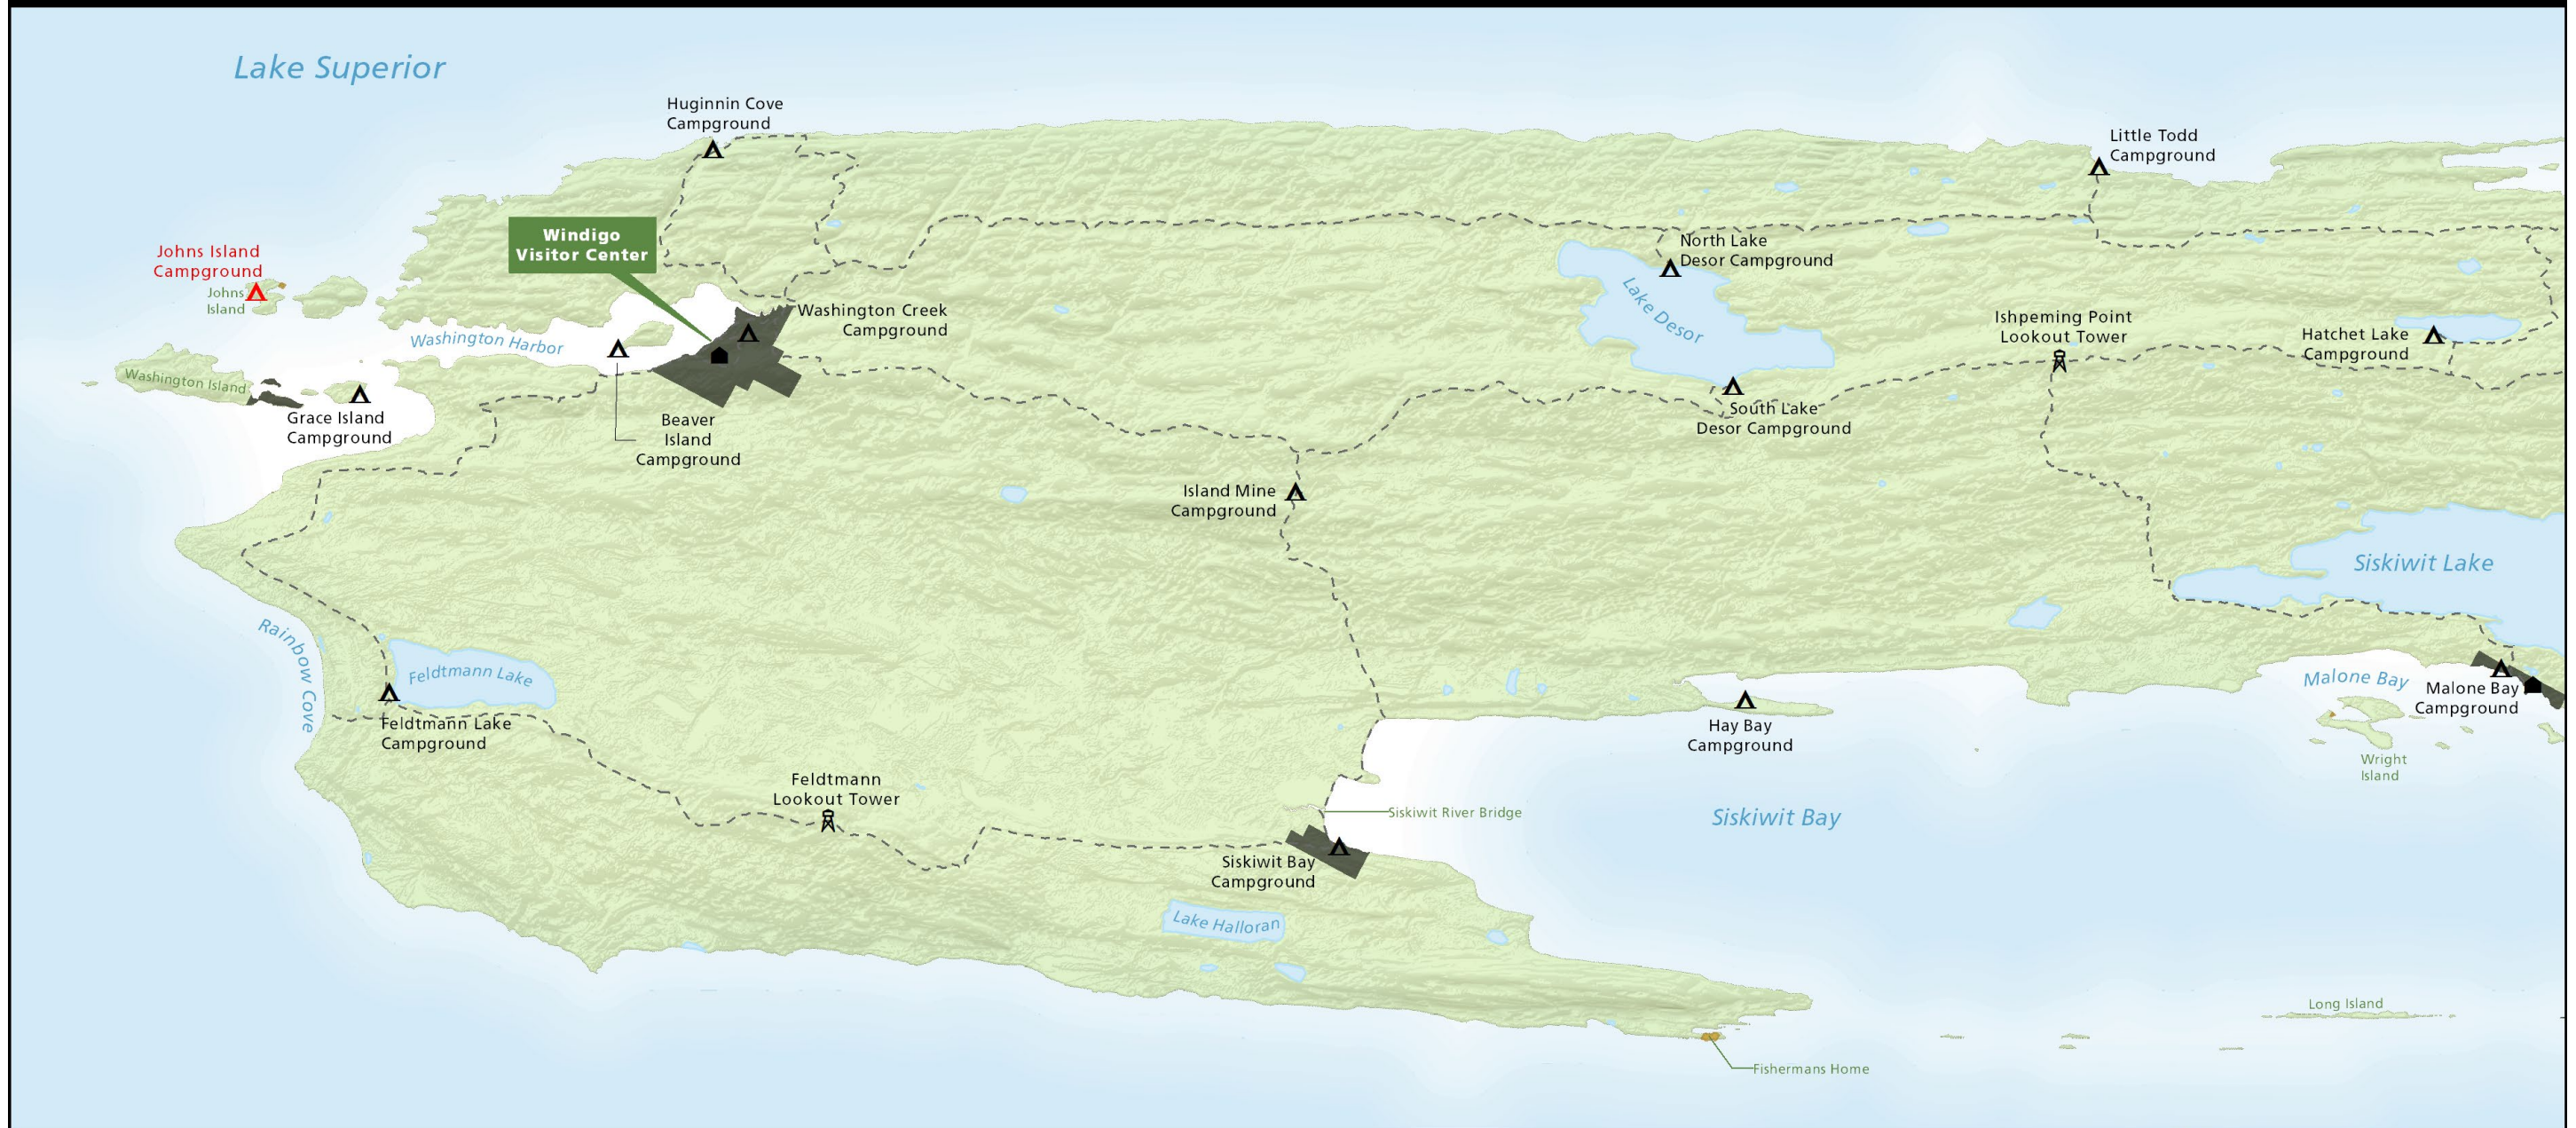 Lake Superior
Huginnin Cove
Campground
Little Todd
Campground
Windigo
Visitor Center
Johns Island
Campground
Johns
Island
North Lake
Desor Campground
Lake Desor
Washington Creek
Campground
Washington Harbor
Ishpeming Point
Lookout Tower
Hatchet Lake
Campground
Washington Island
Grace Island
Campground
Beaver
Island
Campground
South Lake
Desor Campground
Island Mine
Campground
Siskiwit Lake
Rainbow Cove
Feldtmann Lake
Feldtmann Lake
Campground
Malone Bay
Malone Bay
Campground
Hay Bay
Campground
Wright
Island
Feldtmann
Lookout Tower
Siskiwit River Bridge
Siskiwit Bay
Siskiwit Bay
Campground
Lake Halloran
Long Island
Fishermans Home